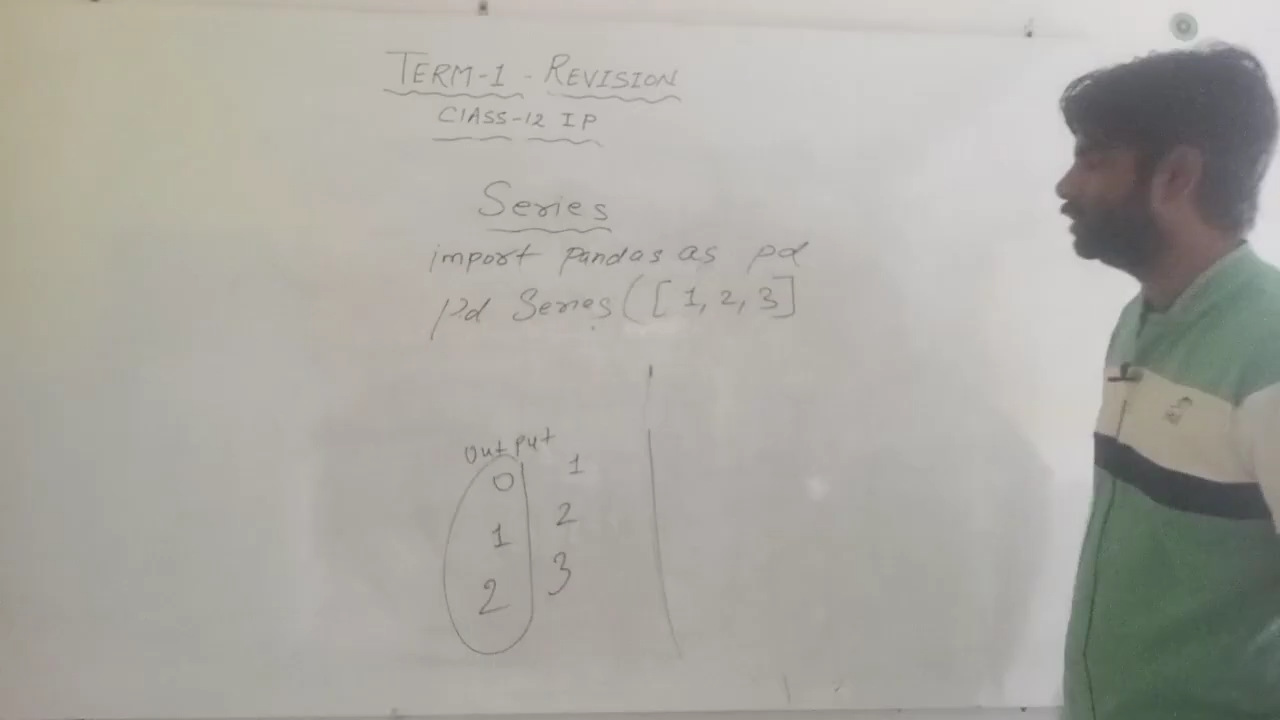 TERM-1 - REVISION
CLASS-12 IP
Series
import Pandas as pd
Pd Series ([1, 2, 3]
output
0 1
1 2
2 3